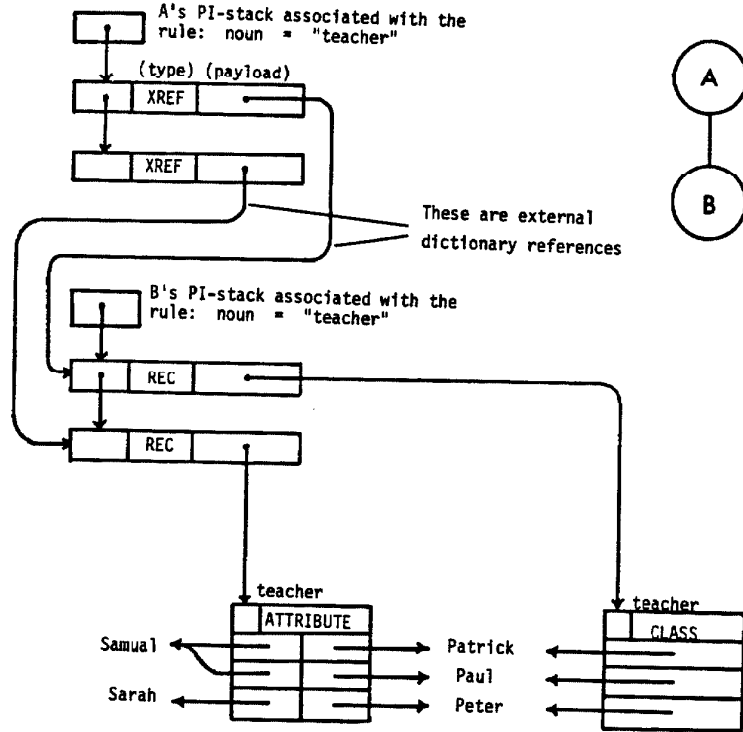 A's PI-stack associated with the
rule: noun = "teacher"
(type) (payload)
XREF
XREF
A
B
These are external
dictionary references
B's PI-stack associated with the
rule: noun = "teacher"
REC
REC
teacher
ATTRIBUTE
teacher
CLASS
Samual
Patrick
Paul
Sarah
Peter